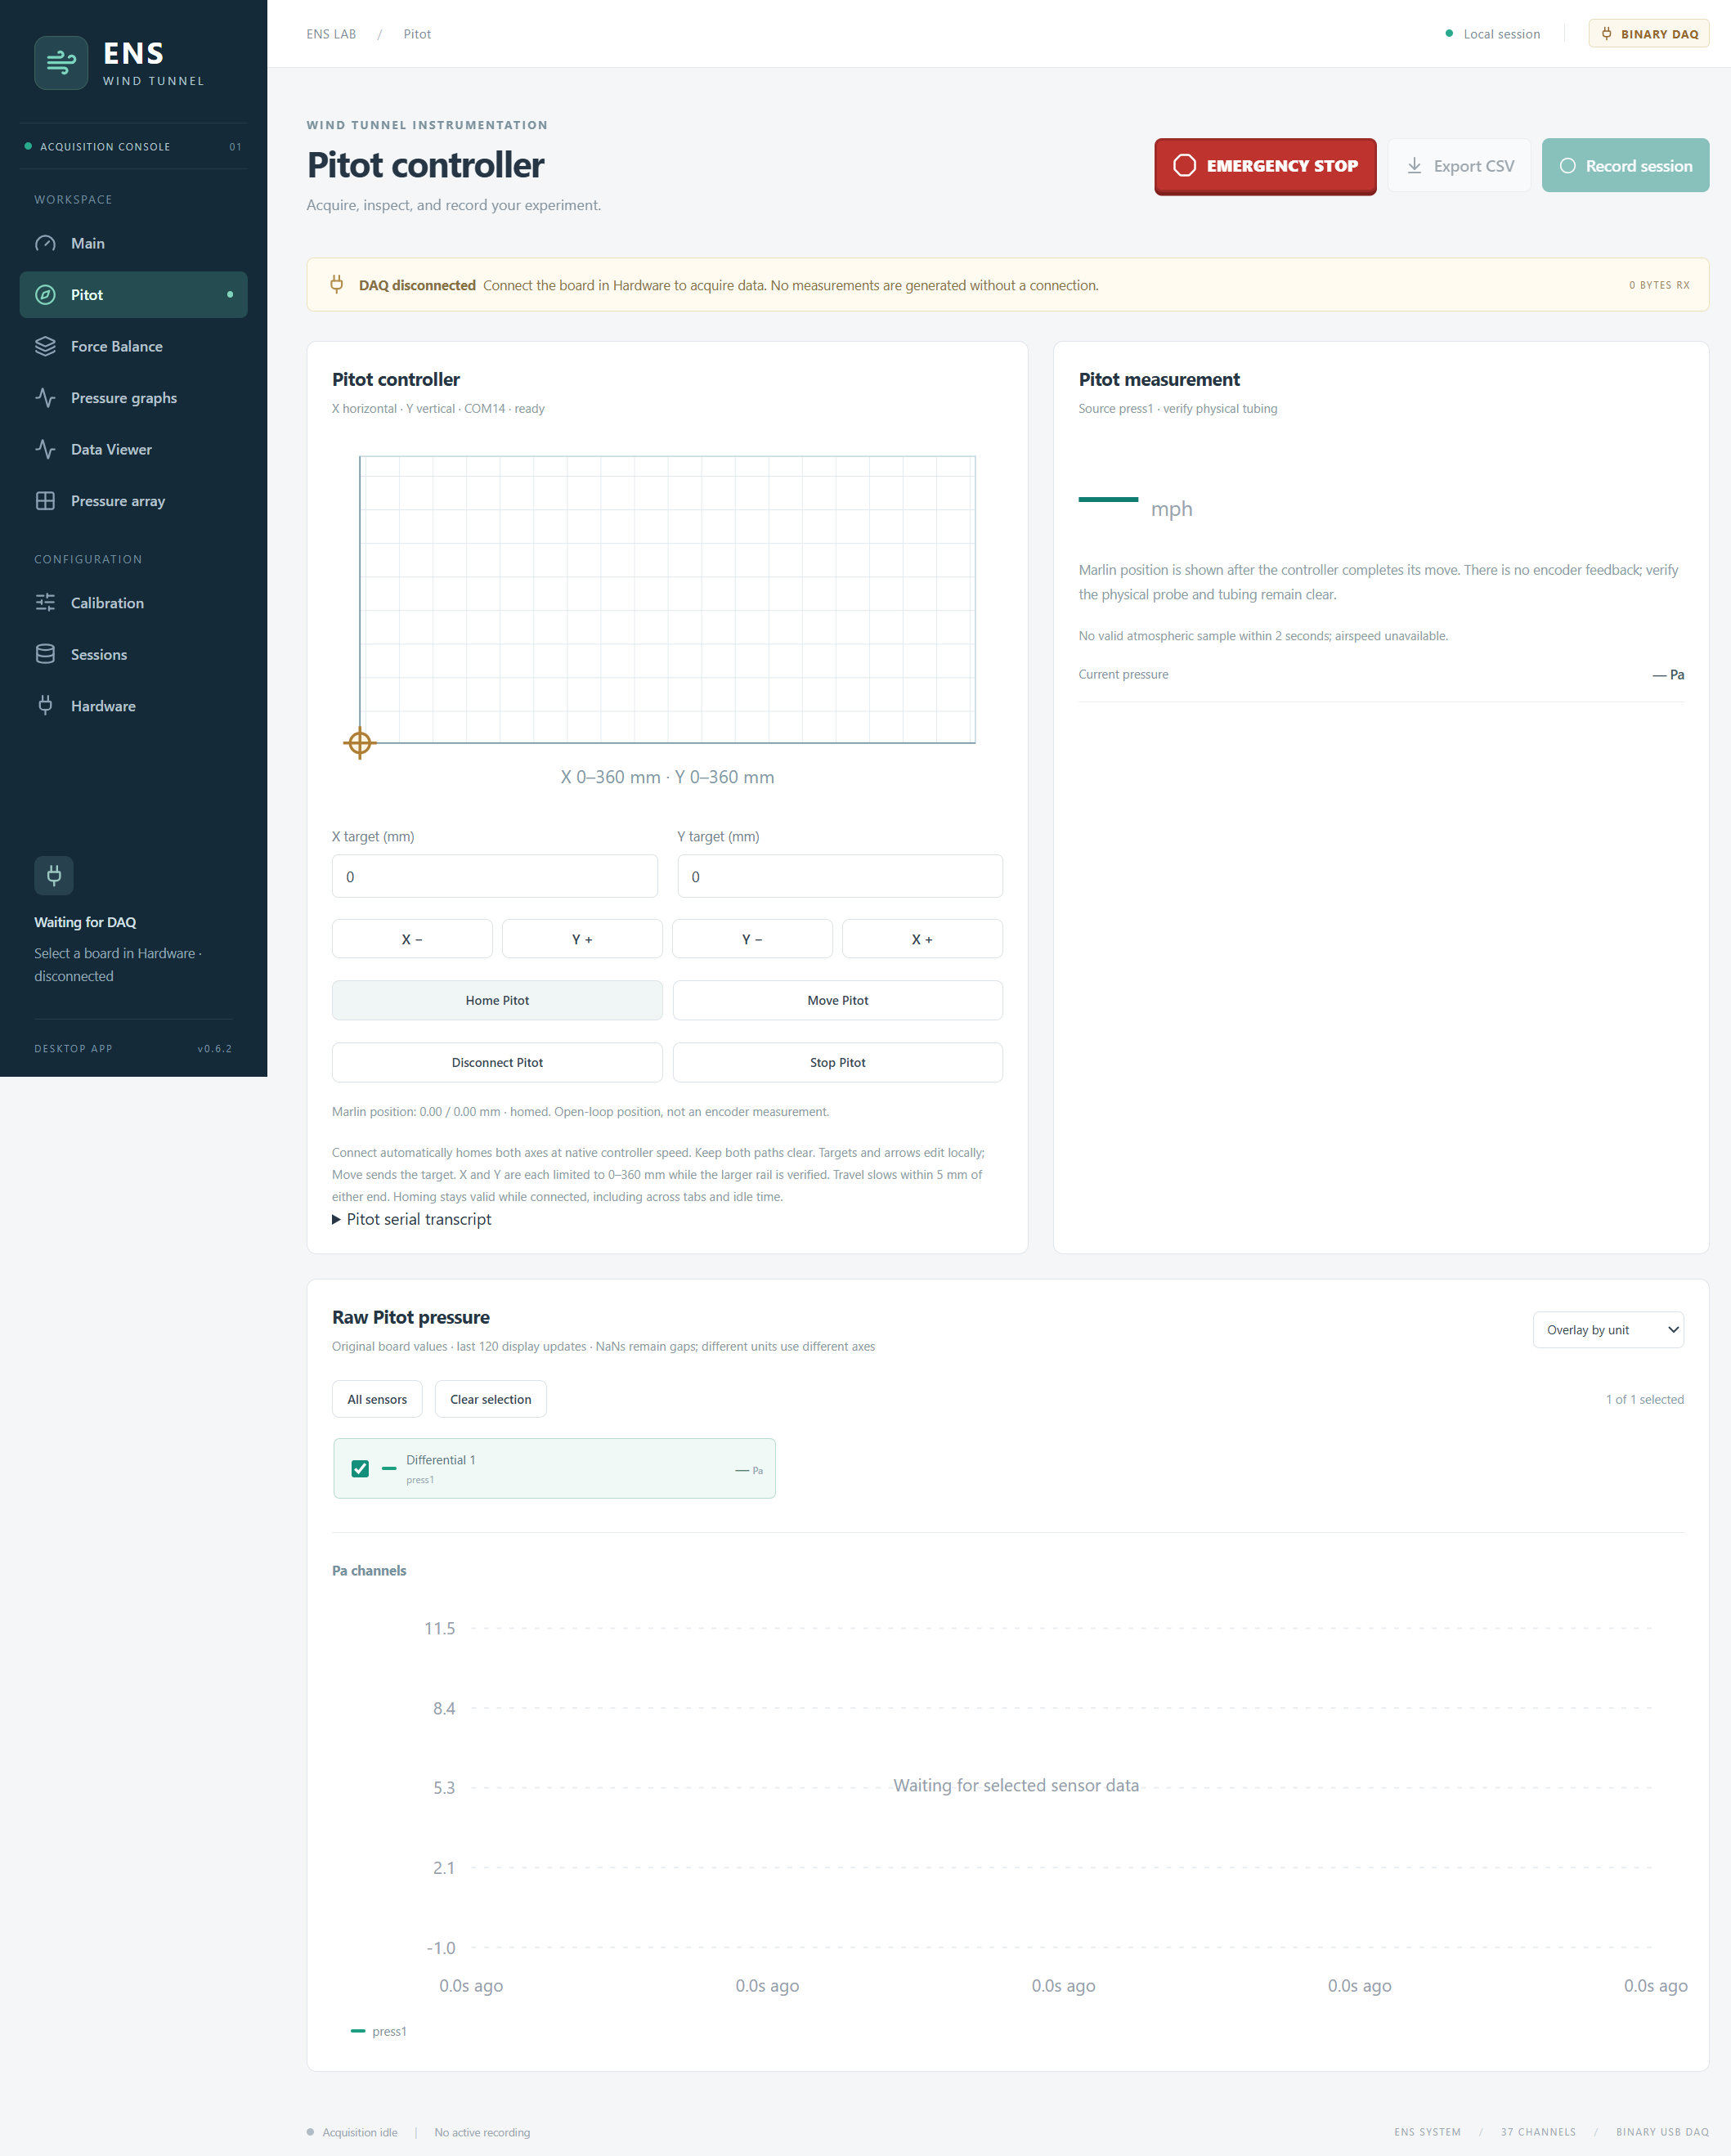 ENS
WIND TUNNEL
ACQUISITION CONSOLE 01
WORKSPACE
Main
Pitot
Force Balance
Pressure graphs
Data Viewer
Pressure array
CONFIGURATION
Calibration
Sessions
Hardware
Waiting for DAQ
Select a board in Hardware ·
disconnected
DESKTOP APP v0.6.2
ENS LAB / Pitot
Local session
BINARY DAQ
WIND TUNNEL INSTRUMENTATION
Pitot controller
Acquire, inspect, and record your experiment.
EMERGENCY STOP
Export CSV
Record session
DAQ disconnected Connect the board in Hardware to acquire data. No measurements are generated without a connection.
0 BYTES RX
Pitot controller
X horizontal · Y vertical · COM14 · ready
X 0–360 mm · Y 0–360 mm
X target (mm) Y target (mm)
0 0
X − Y + Y − X +
Home Pitot Move Pitot
Disconnect Pitot Stop Pitot
Marlin position: 0.00 / 0.00 mm · homed. Open-loop position, not an encoder measurement.
Connect automatically homes both axes at native controller speed. Keep both paths clear. Targets and arrows edit locally;
Move sends the target. X and Y are each limited to 0–360 mm while the larger rail is verified. Travel slows within 5 mm of
either end. Homing stays valid while connected, including across tabs and idle time.
Pitot serial transcript
Pitot measurement
Source press1 · verify physical tubing
— mph
Marlin position is shown after the controller completes its move. There is no encoder feedback; verify
the physical probe and tubing remain clear.
No valid atmospheric sample within 2 seconds; airspeed unavailable.
Current pressure — Pa
Raw Pitot pressure
Original board values · last 120 display updates · NaNs remain gaps; different units use different axes
Overlay by unit
All sensors Clear selection
1 of 1 selected
Differential 1
press1
— Pa
Pa channels
11.5
8.4
5.3
Waiting for selected sensor data
2.1
-1.0
0.0s ago 0.0s ago 0.0s ago 0.0s ago 0.0s ago
press1
Acquisition idle | No active recording
ENS SYSTEM / 37 CHANNELS / BINARY USB DAQ